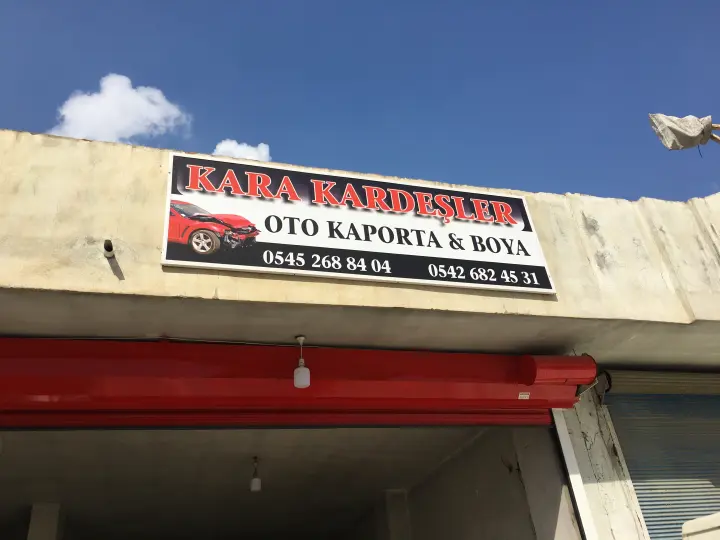 KARA KARDEŞLER
OTO KAPORTA & BOYA
0545 268 84 04 0542 682 45 31